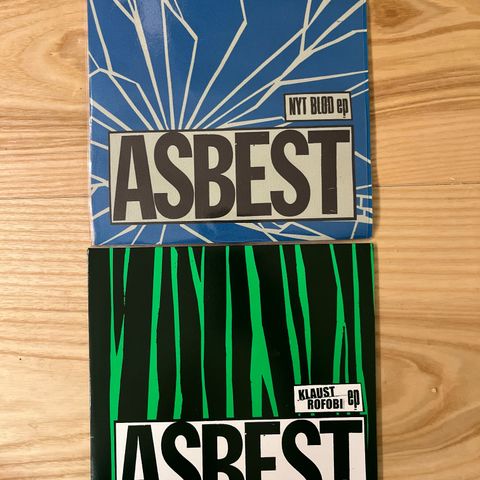 NYT BLOD ep
ASBEST
KLAUST
ROFOBI ep
ASBEST